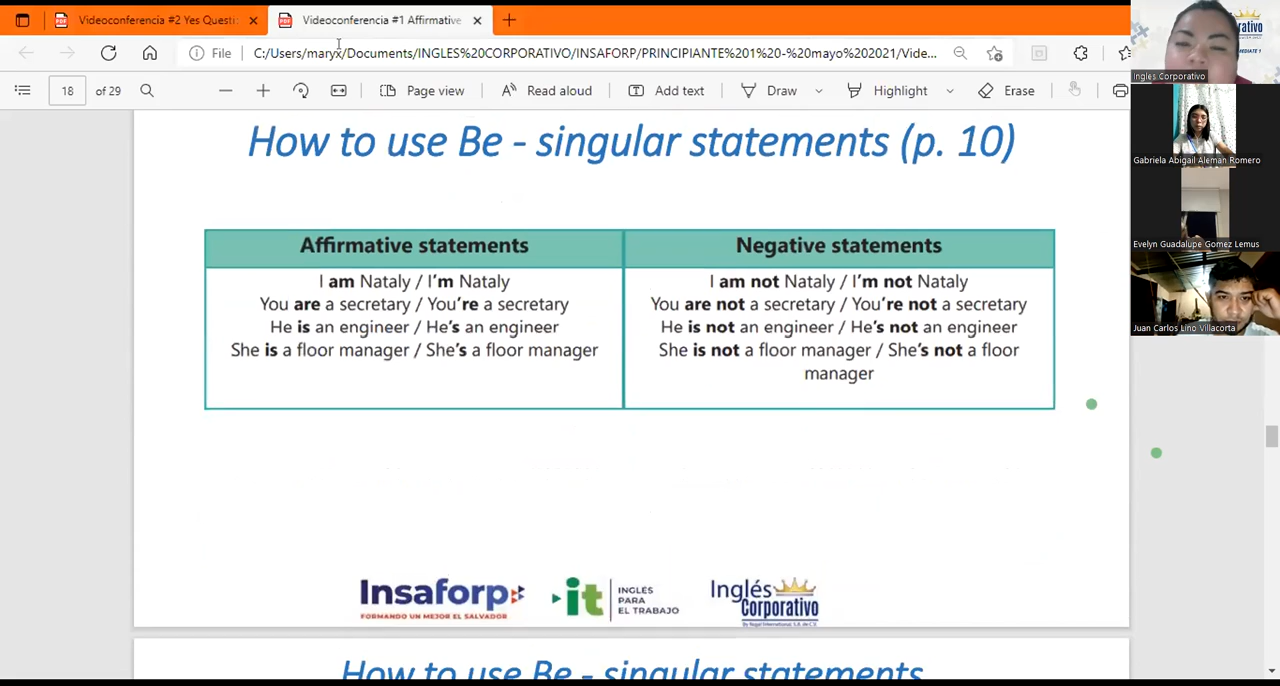 Videoconferencia #2 Yes Questi
Videoconferencia #1 Affirmative
File
C:/Users/maryx/Documents/INGLES%20CORPORATIVO/INSAFORP/PRINCIPIANTE%201%20-%20mayo%202021/Vide...
18 of 29
Page view
Read aloud
Add text
Draw
Highlight
Erase
How to use Be - singular statements (p. 10)
Affirmative statements
I am Nataly / I'm Nataly
You are a secretary / You're a secretary
He is an engineer / He's an engineer
She is a floor manager / She's a floor manager
Negative statements
I am not Nataly / I'm not Nataly
You are not a secretary / You're not a secretary
He is not an engineer / He's not an engineer
She is not a floor manager / She's not a floor
manager
Insaforp
FORMANDO UN MEJOR EL SALVADOR
it
INGLÉS
PARA
EL TRABAJO
Inglés
Corporativo
How to use Be - singular statements
Ingles Corporativo
Gabriela Abigail Aleman Romero
Evelyn Guadalupe Gomez Lemus
Juan Carlos Lino Villacorta